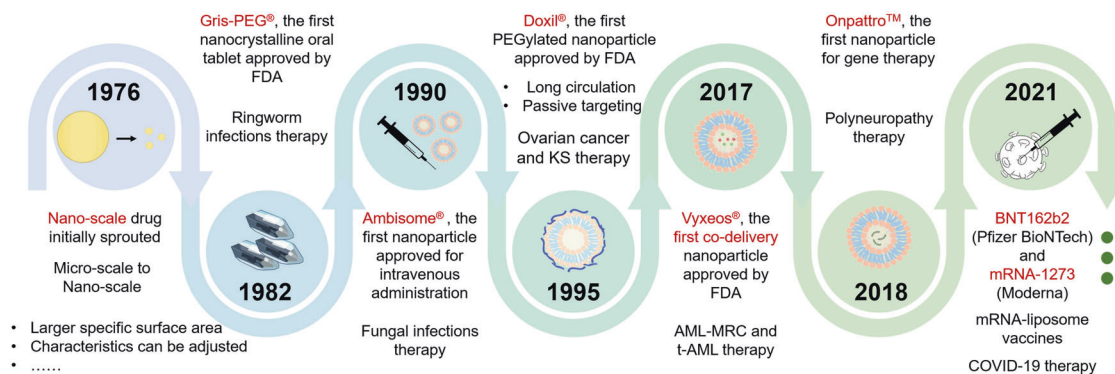 1976
Nano-scale drug
initially sprouted
Micro-scale to
Nano-scale
• Larger specific surface area
• Characteristics can be adjusted
• ……
Gris-PEG®, the first
nanocrystalline oral
tablet approved by
FDA
Ringworm
infections therapy
1982
1990
Ambisome® , the
first nanoparticle
approved for
intravenous
administration
Fungal infections
therapy
Doxil®, the first
PEGylated nanoparticle
approved by FDA
• Long circulation
• Passive targeting
Ovarian cancer
and KS therapy
1995
2017
Vyxeos®, the
first co-delivery
nanoparticle
approved by
FDA
AML-MRC and
t-AML therapy
Onpattro™, the
first nanoparticle
for gene therapy
Polyneuropathy
therapy
2018
2021
BNT162b2
(Pfizer BioNTech)
and
mRNA-1273
(Moderna)
mRNA-liposome
vaccines
COVID-19 therapy